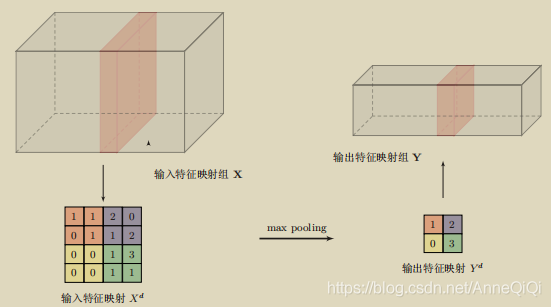 输入特征映射组 X
输出特征映射组 Y
1 1 2 0
0 1 1 2
0 0 1 3
0 0 1 1
max pooling
1 2
0 3
输入特征映射 Xᵈ
输出特征映射 Yᵈ
https://blog.csdn.net/AnneQiQi